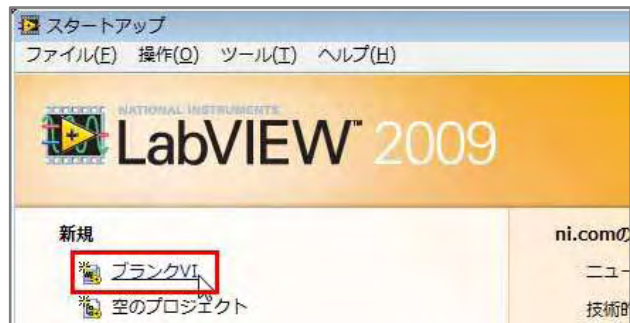 スタートアップ
ファイル(F) 操作(O) ツール(T) ヘルプ(H)
NATIONAL INSTRUMENTS
LabVIEW™ 2009
新規
ni.comの
ブランクVI
ニュー
空のプロジェクト
技術的